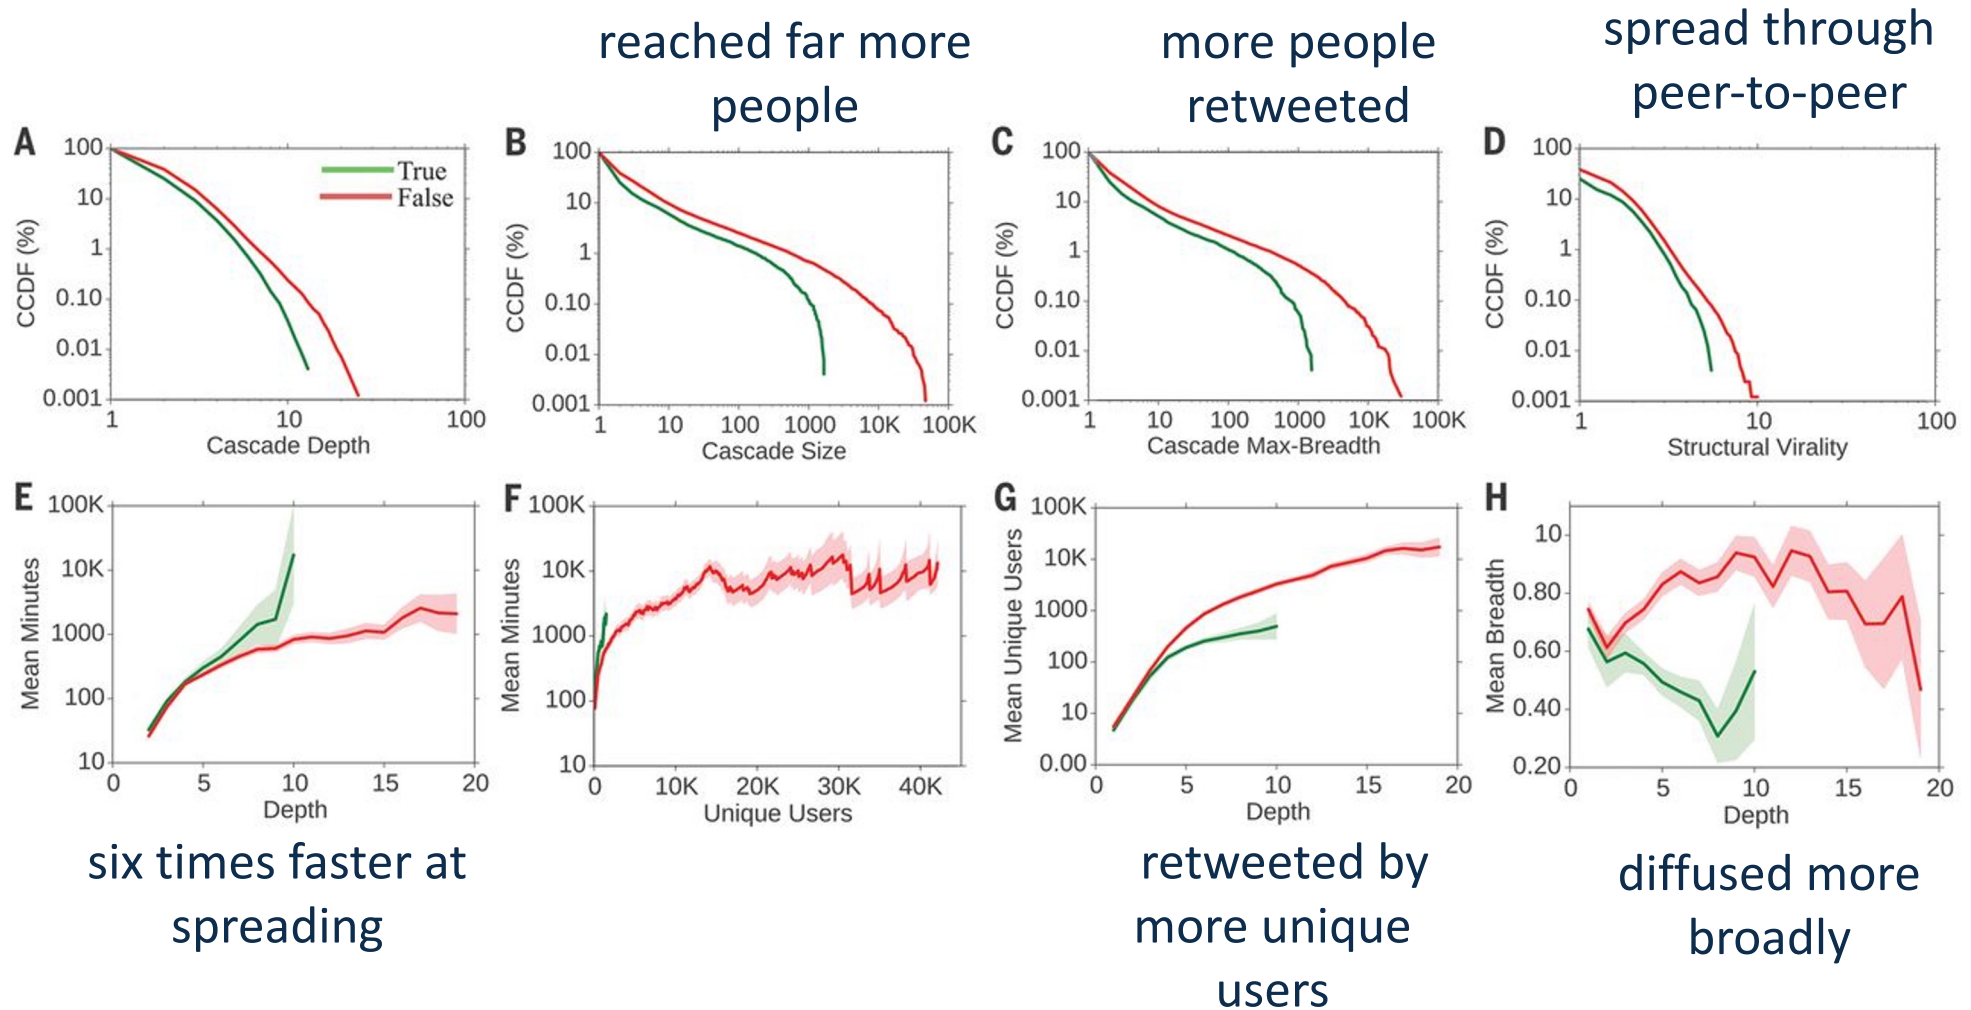 reached far more
people
more people
retweeted
spread through
peer-to-peer
A
100
10
1
0.10
0.01
0.001
CCDF (%)
True
False
1
10
100
Cascade Depth
B
100
10
1
0.10
0.01
0.001
CCDF (%)
1
10
100
1000
10K
100K
Cascade Size
C
100
10
1
0.10
0.01
0.001
CCDF (%)
1
10
100
1000
10K
100K
Cascade Max-Breadth
D
100
10
1
0.10
0.01
0.001
CCDF (%)
1
10
100
Structural Virality
E
100K
10K
1000
100
10
Mean Minutes
0
5
10
15
20
Depth
F
100K
10K
1000
100
10
Mean Minutes
0
10K
20K
30K
40K
Unique Users
G
100K
10K
1000
100
10
0.00
Mean Unique Users
0
5
10
15
20
Depth
H
10
0.80
0.60
0.40
0.20
Mean Breadth
0
5
10
15
20
Depth
six times faster at
spreading
retweeted by
more unique
users
diffused more
broadly